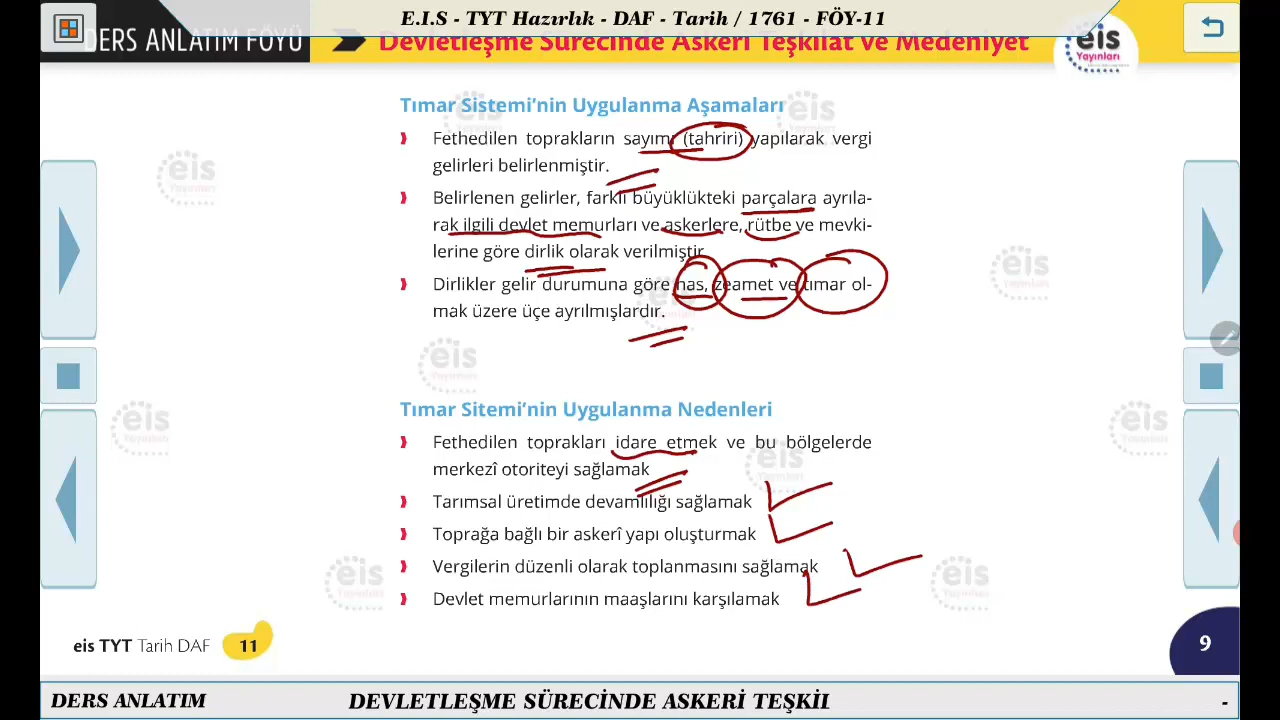 E.I.S - TYT Hazırlık - DAF - Tarih / 1761 - FÖY-11
DERS ANLATIM FÖYÜ
Devletleşme Sürecinde Askerî Teşkilat ve Medeniyet
eis
Yayınları
Tımar Sistemi’nin Uygulanma Aşamaları
Fethedilen toprakların sayımı (tahriri) yapılarak vergi
gelirleri belirlenmiştir.
Belirlenen gelirler, farklı büyüklükteki parçalara ayrıla-
rak ilgili devlet memurları ve askerlere, rütbe ve mevki-
lerine göre dirlik olarak verilmiştir.
Dirlikler gelir durumuna göre has, zeamet ve tımar ol-
mak üzere üçe ayrılmışlardır.
Tımar Sitemi’nin Uygulanma Nedenleri
Fethedilen toprakları idare etmek ve bu bölgelerde
merkezî otoriteyi sağlamak
Tarımsal üretimde devamlılığı sağlamak
Toprağa bağlı bir askerî yapı oluşturmak
Vergilerin düzenli olarak toplanmasını sağlamak
Devlet memurlarının maaşlarını karşılamak
eis TYT Tarih DAF 11
9
DERS ANLATIM DEVLETLEŞME SÜRECİNDE ASKERİ TEŞKİI -